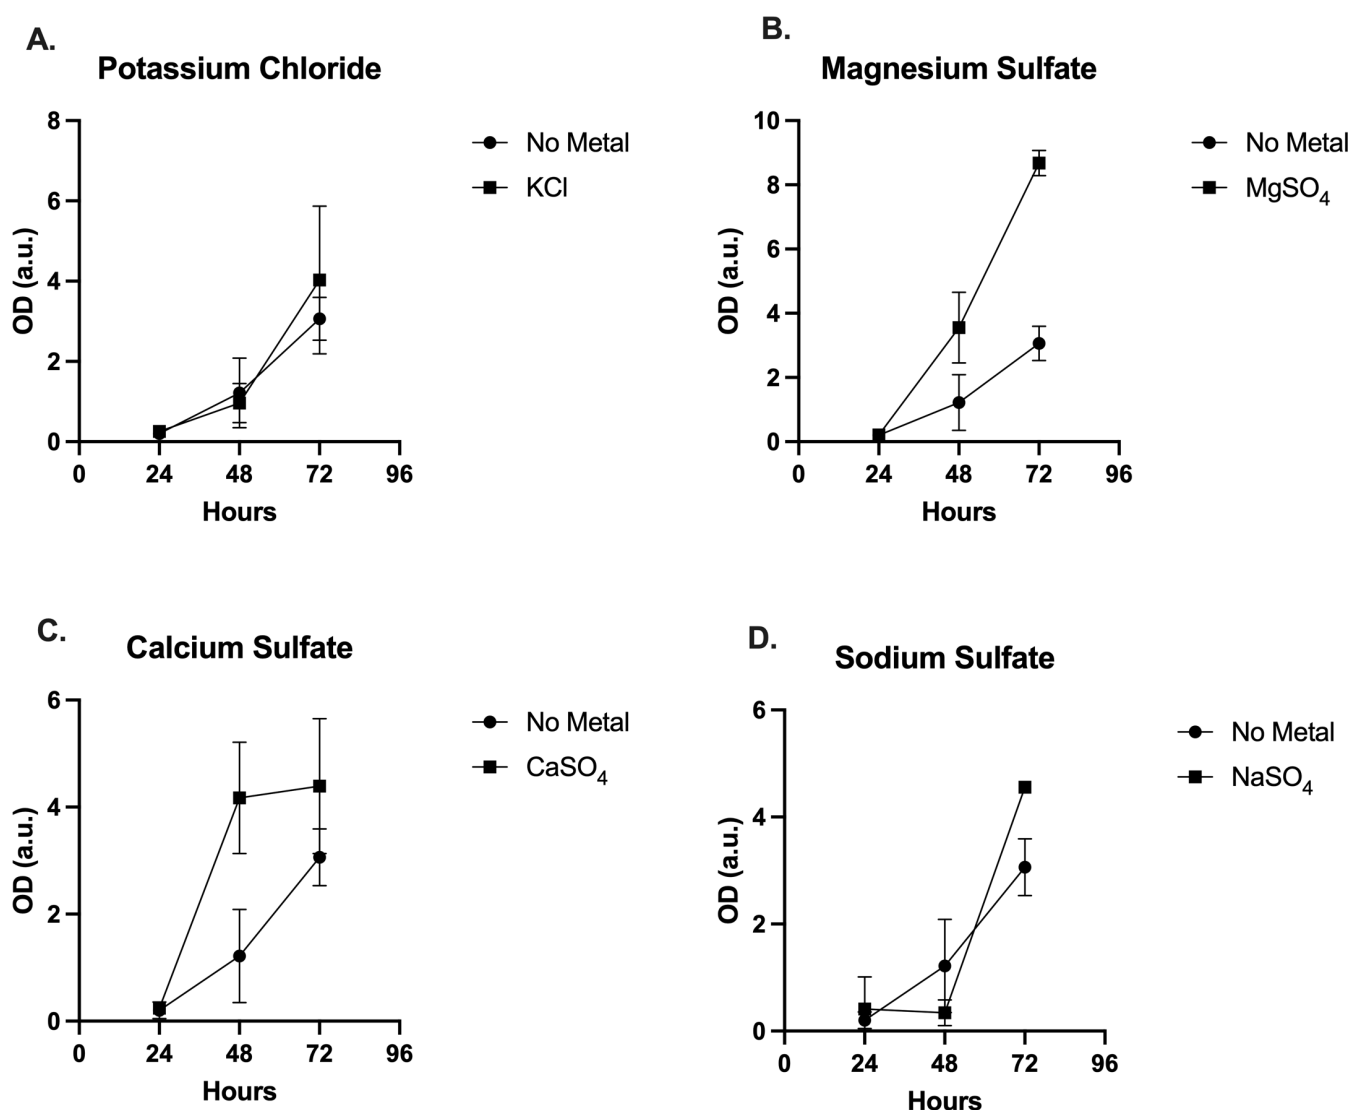 A.
Potassium Chloride
8
6
4
2
0
OD (a.u.)
0 24 48 72 96
Hours
No Metal
KCl
B.
Magnesium Sulfate
10
8
6
4
2
0
OD (a.u.)
0 24 48 72 96
Hours
No Metal
MgSO4
C.
Calcium Sulfate
6
4
2
0
OD (a.u.)
0 24 48 72 96
Hours
No Metal
CaSO4
D.
Sodium Sulfate
6
4
2
0
OD (a.u.)
0 24 48 72 96
Hours
No Metal
NaSO4